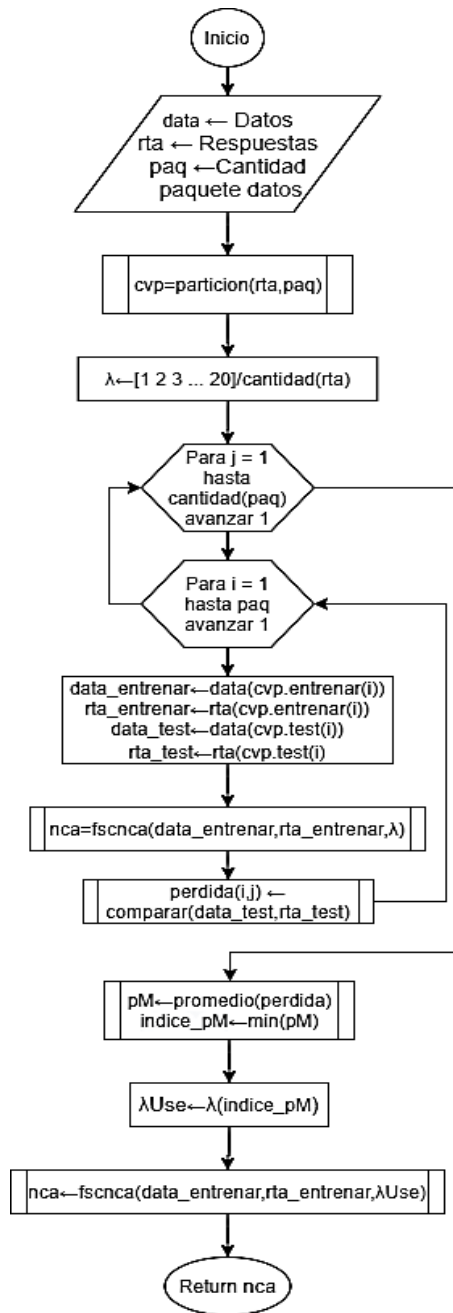 Inicio
data ← Datos
rta ← Respuestas
paq ←Cantidad
paquete datos
cvp=particion(rta,paq)
λ←[1 2 3 ... 20]/cantidad(rta)
Para j = 1
hasta
cantidad(paq)
avanzar 1
Para i = 1
hasta paq
avanzar 1
data_entrenar←data(cvp.entrenar(i))
rta_entrenar←rta(cvp.entrenar(i))
data_test←data(cvp.test(i))
rta_test←rta(cvp.test(i)
nca=fscnca(data_entrenar,rta_entrenar,λ)
perdida(i,j) ←
comparar(data_test,rta_test)
pM←promedio(perdida)
indice_pM←min(pM)
λUse←λ(indice_pM)
nca←fscnca(data_entrenar,rta_entrenar,λUse)
Return nca